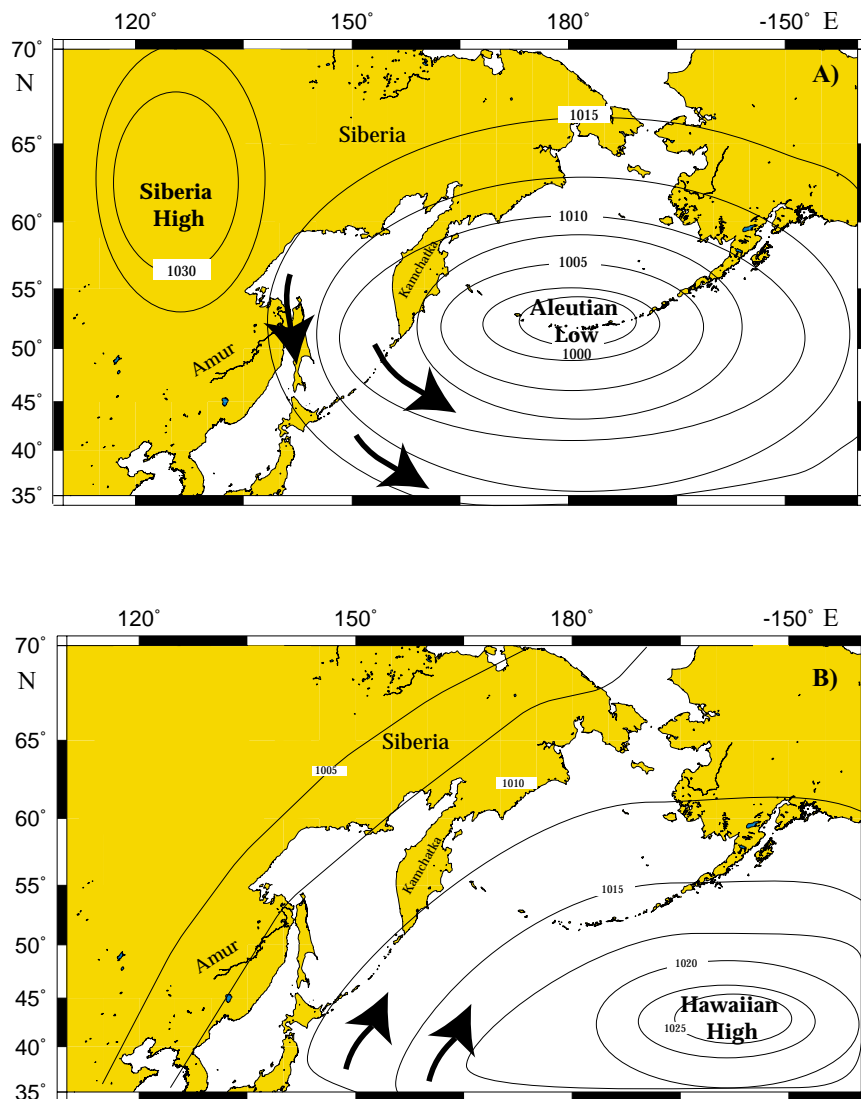 120° 150° 180° -150° E
70°
N
A)
1015
65°
Siberia
Siberia
High
60°
1010
1030
Kamchatka
1005
55°
Aleutian
Low
50°
Amur
1000
45°
40°
35°
120° 150° 180° -150° E
70°
N
B)
65°
Siberia
1005
1010
60°
Kamchatka
55°
1015
50°
Amur
1020
45°
Hawaiian
High
1025
40°
35°